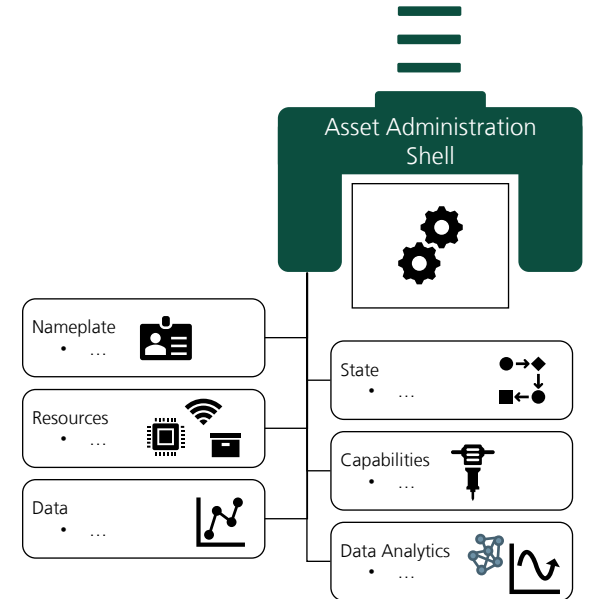 Asset Administration
Shell
Nameplate
• …
Resources
• …
Data
• …
State
• …
Capabilities
• …
Data Analytics
• …